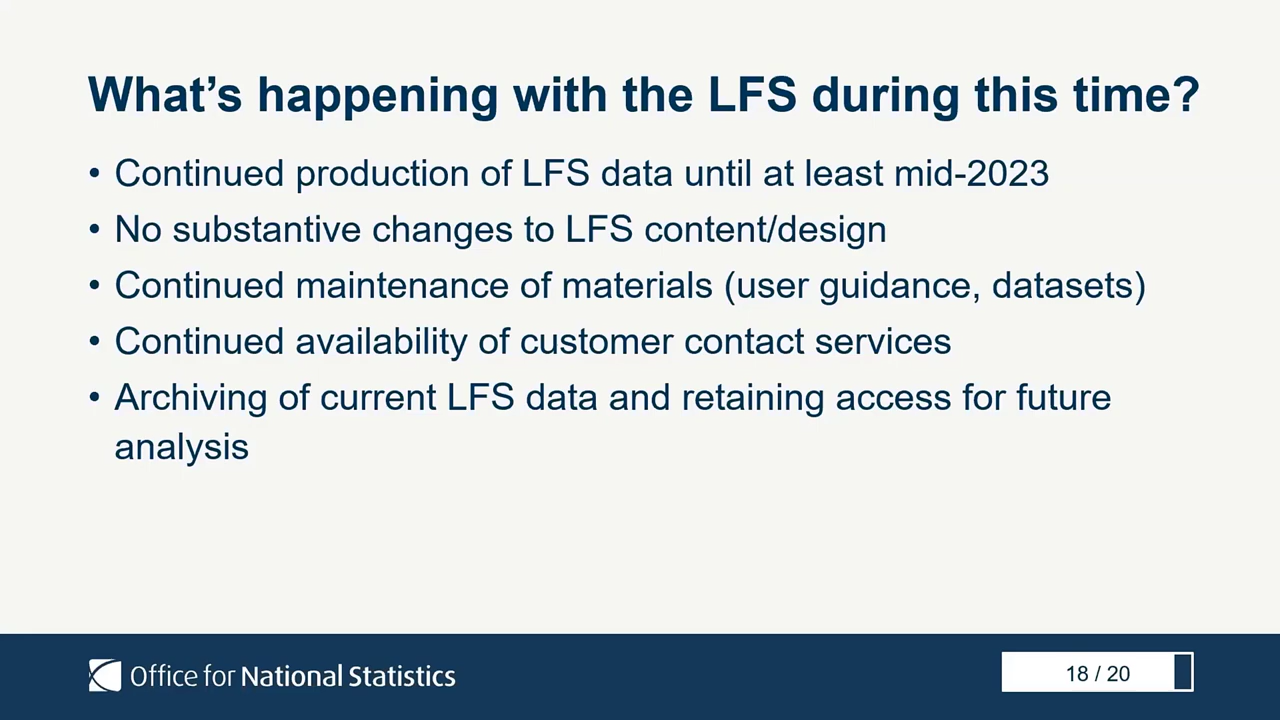 What’s happening with the LFS during this time?
• Continued production of LFS data until at least mid-2023
• No substantive changes to LFS content/design
• Continued maintenance of materials (user guidance, datasets)
• Continued availability of customer contact services
• Archiving of current LFS data and retaining access for future
analysis
Office for National Statistics
18 / 20